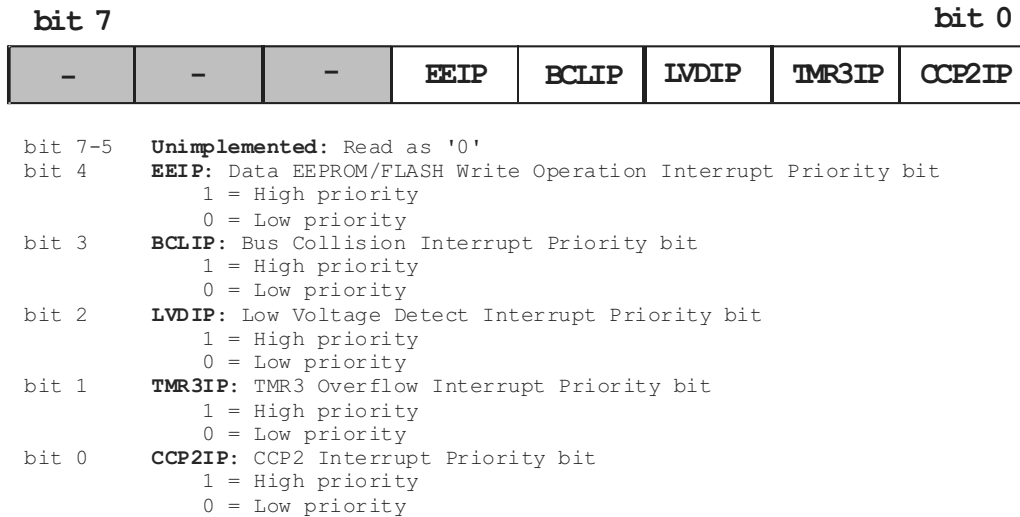 bit 7 bit 0
– – – EEIP BCLIP LVDIP TMR3IP CCP2IP
bit 7-5 Unimplemented: Read as '0'
bit 4 EEIP: Data EEPROM/FLASH Write Operation Interrupt Priority bit
1 = High priority
0 = Low priority
bit 3 BCLIP: Bus Collision Interrupt Priority bit
1 = High priority
0 = Low priority
bit 2 LVDIP: Low Voltage Detect Interrupt Priority bit
1 = High priority
0 = Low priority
bit 1 TMR3IP: TMR3 Overflow Interrupt Priority bit
1 = High priority
0 = Low priority
bit 0 CCP2IP: CCP2 Interrupt Priority bit
1 = High priority
0 = Low priority